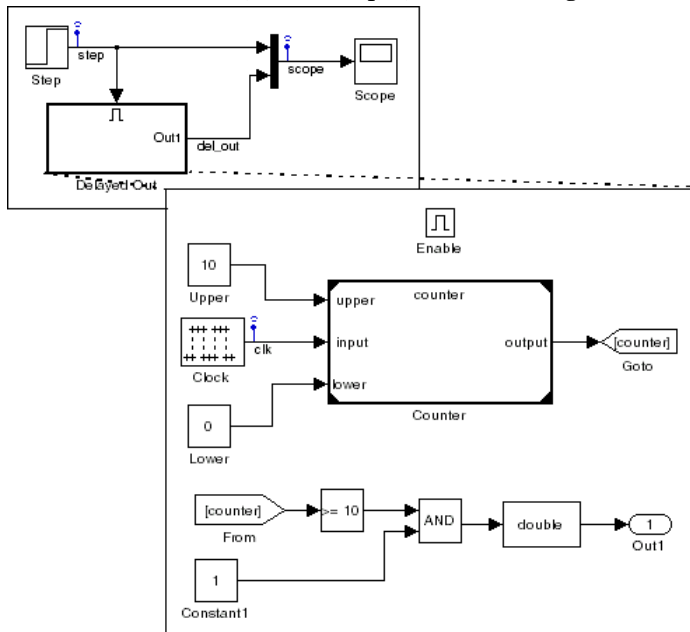 step
scope
Step
Scope
Out1
del_out
Delayed Out
Enable
10
upper
counter
Upper
input
output
[counter]
clk
Goto
Clock
lower
0
Counter
Lower
[counter]
>= 10
AND
double
1
From
Out1
1
Constant1